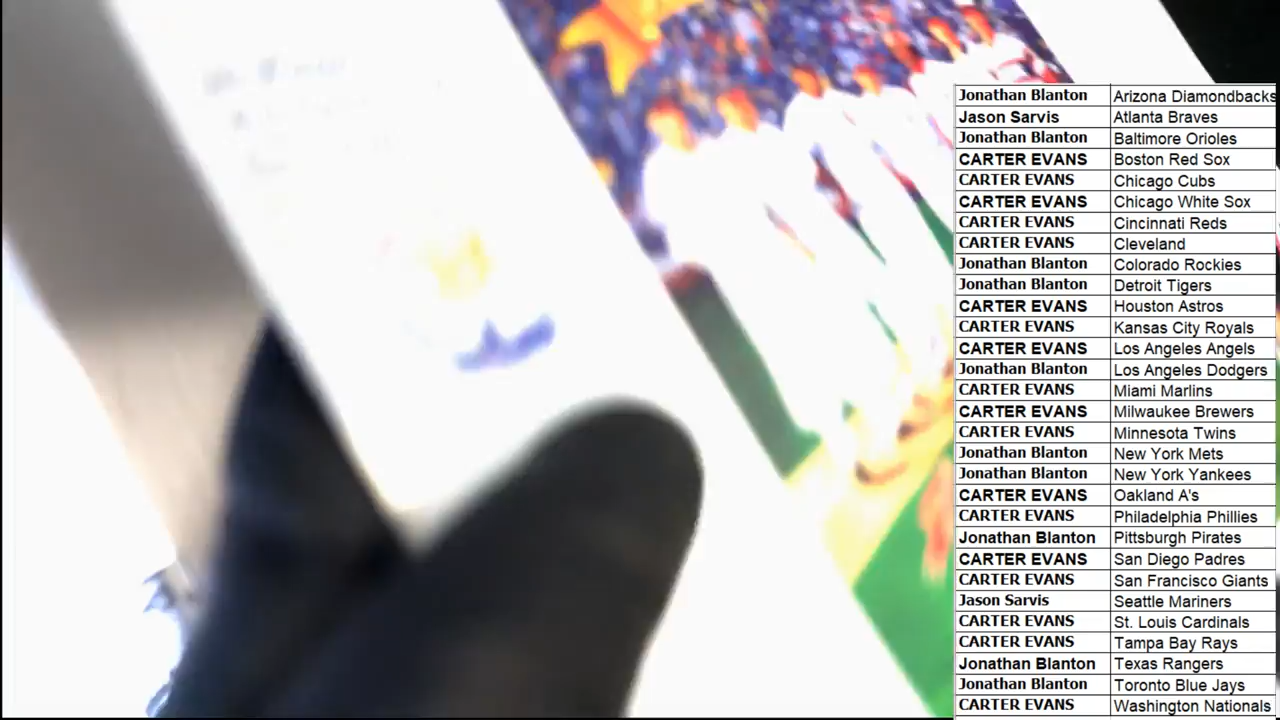 Jonathan Blanton Arizona Diamondbacks
Jason Sarvis Atlanta Braves
Jonathan Blanton Baltimore Orioles
CARTER EVANS Boston Red Sox
CARTER EVANS Chicago Cubs
CARTER EVANS Chicago White Sox
CARTER EVANS Cincinnati Reds
CARTER EVANS Cleveland
Jonathan Blanton Colorado Rockies
Jonathan Blanton Detroit Tigers
CARTER EVANS Houston Astros
CARTER EVANS Kansas City Royals
CARTER EVANS Los Angeles Angels
Jonathan Blanton Los Angeles Dodgers
CARTER EVANS Miami Marlins
CARTER EVANS Milwaukee Brewers
CARTER EVANS Minnesota Twins
Jonathan Blanton New York Mets
Jonathan Blanton New York Yankees
CARTER EVANS Oakland A's
CARTER EVANS Philadelphia Phillies
Jonathan Blanton Pittsburgh Pirates
CARTER EVANS San Diego Padres
CARTER EVANS San Francisco Giants
Jason Sarvis Seattle Mariners
CARTER EVANS St. Louis Cardinals
CARTER EVANS Tampa Bay Rays
Jonathan Blanton Texas Rangers
Jonathan Blanton Toronto Blue Jays
CARTER EVANS Washington Nationals